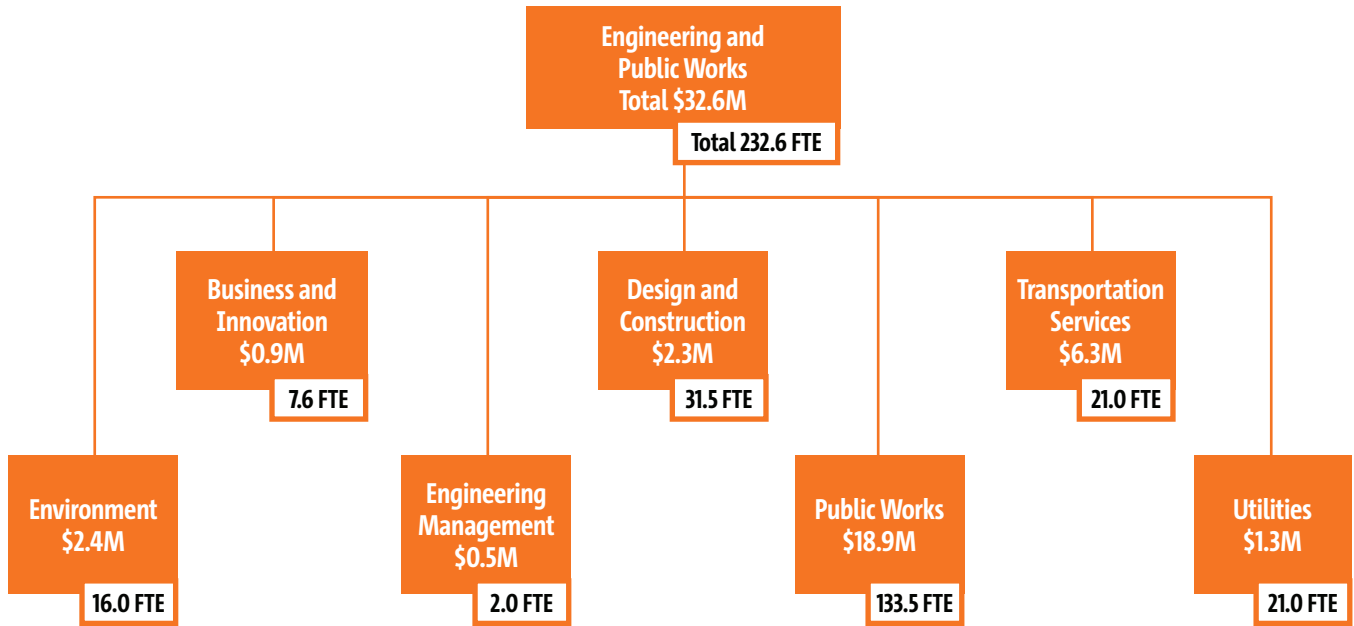 Engineering and
Public Works
Total $32.6M
Total 232.6 FTE
Business and
Innovation
$0.9M
7.6 FTE
Design and
Construction
$2.3M
31.5 FTE
Transportation
Services
$6.3M
21.0 FTE
Environment
$2.4M
16.0 FTE
Engineering
Management
$0.5M
2.0 FTE
Public Works
$18.9M
133.5 FTE
Utilities
$1.3M
21.0 FTE